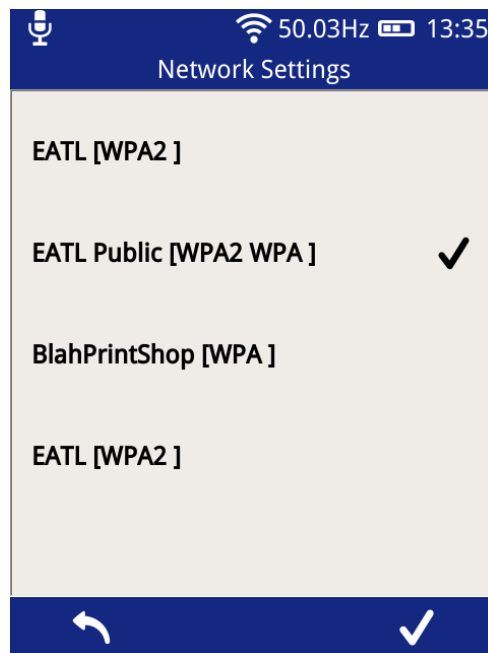 50.03Hz 13:35
Network Settings
EATL [WPA2 ]
EATL Public [WPA2 WPA ]
BlahPrintShop [WPA ]
EATL [WPA2 ]